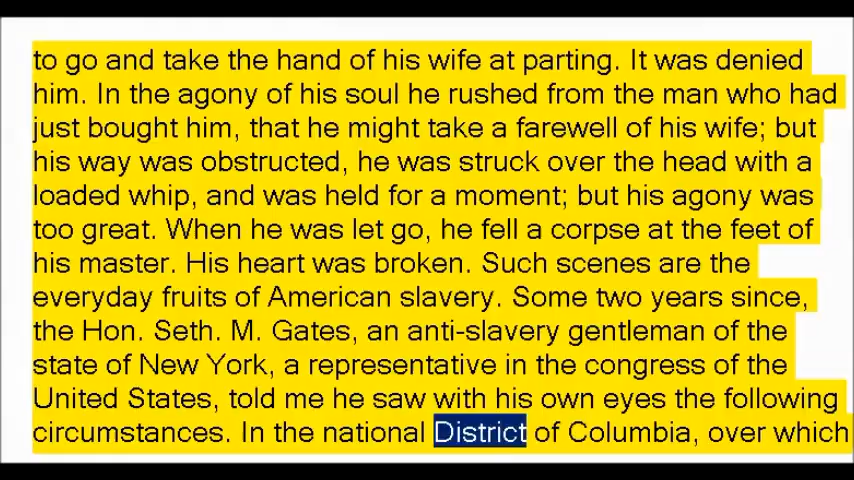 to go and take the hand of his wife at parting. It was denied
him. In the agony of his soul he rushed from the man who had
just bought him, that he might take a farewell of his wife; but
his way was obstructed, he was struck over the head with a
loaded whip, and was held for a moment; but his agony was
too great. When he was let go, he fell a corpse at the feet of
his master. His heart was broken. Such scenes are the
everyday fruits of American slavery. Some two years since,
the Hon. Seth. M. Gates, an anti-slavery gentleman of the
state of New York, a representative in the congress of the
United States, told me he saw with his own eyes the following
circumstances. In the national District of Columbia, over which